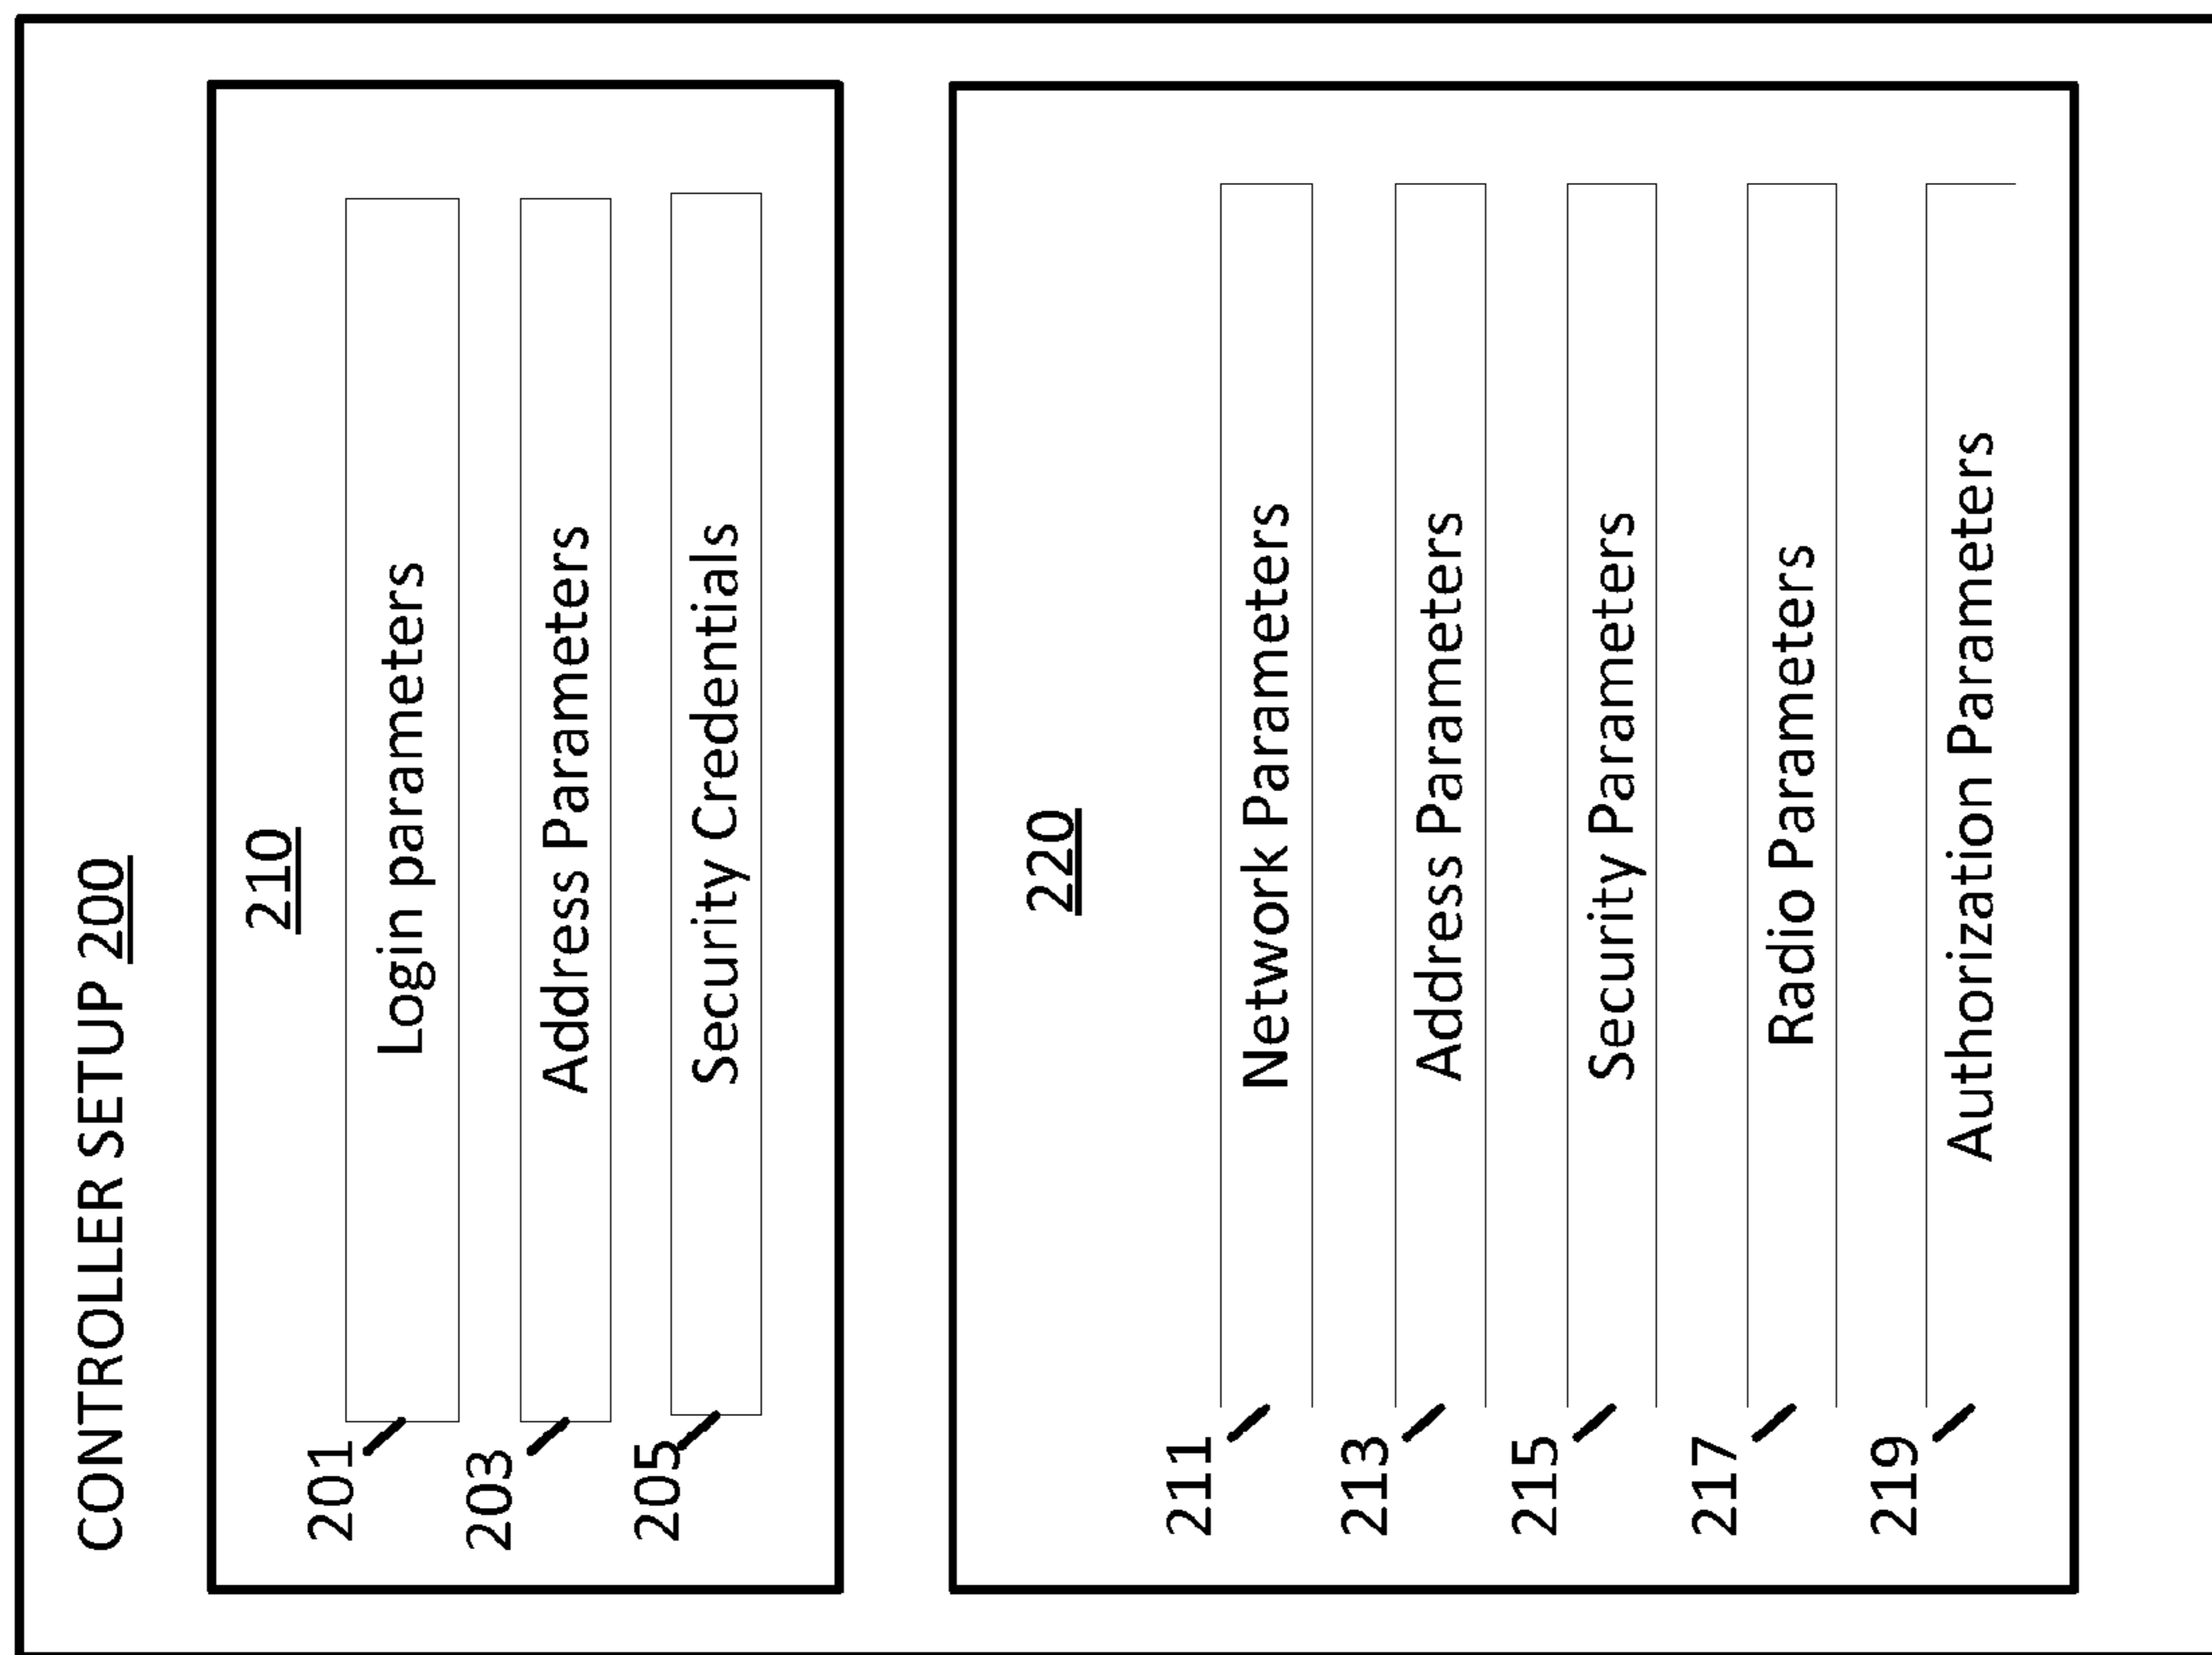 CONTROLLER SETUP 200
210
201 Login parameters
203 Address Parameters
205 Security Credentials
220
211 Network Parameters
213 Address Parameters
215 Security Parameters
217 Radio Parameters
219 Authorization Parameters